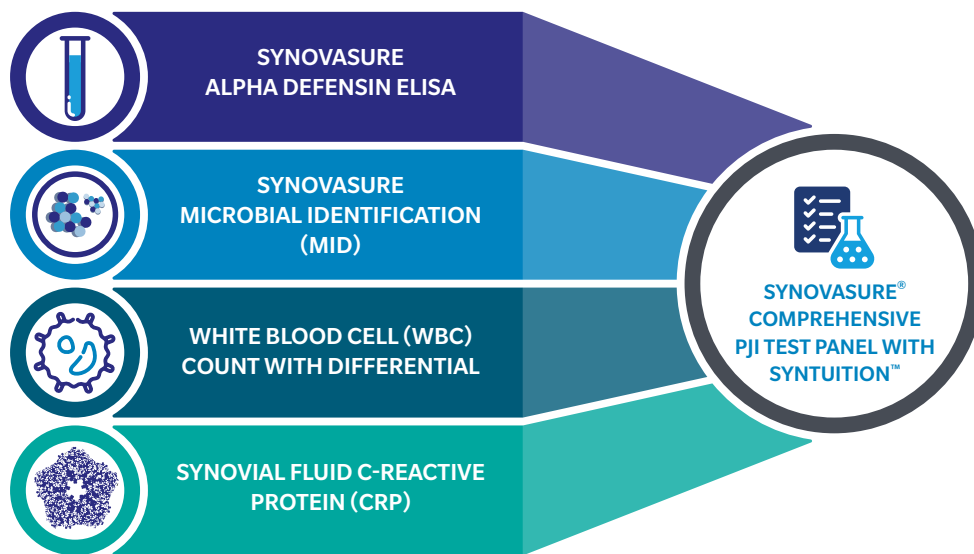 SYNOVASURE
ALPHA DEFENSIN ELISA
SYNOVASURE
MICROBIAL IDENTIFICATION
(MID)
WHITE BLOOD CELL (WBC)
COUNT WITH DIFFERENTIAL
SYNOVIAL FLUID C-REACTIVE
PROTEIN (CRP)
SYNOVASURE®
COMPREHENSIVE
PJI TEST PANEL WITH
SYNTUITION™